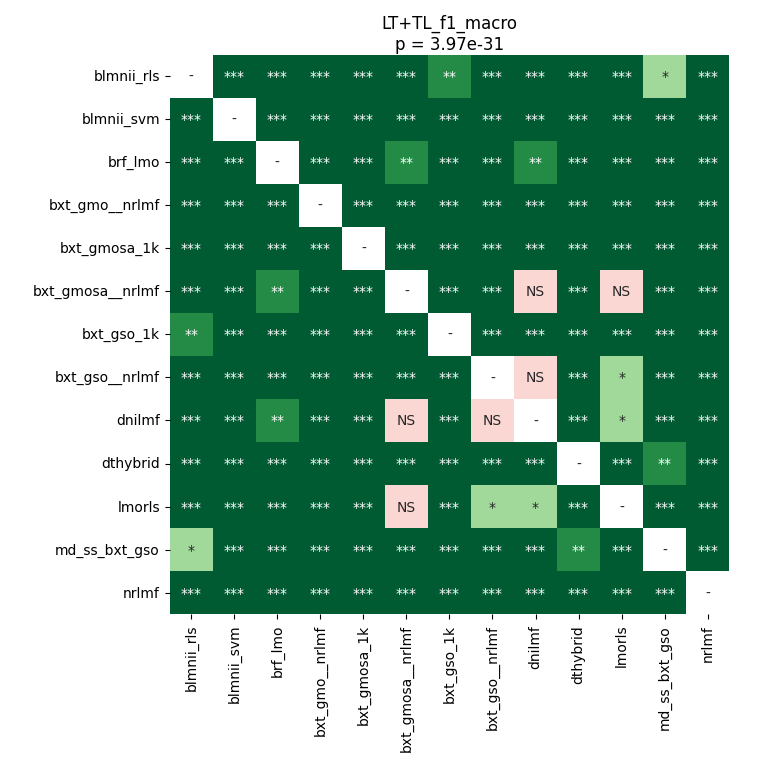 LT+TL_f1_macro
p = 3.97e-31
blmnii_rls - *** *** *** *** *** ** *** *** *** *** * ***
blmnii_svm *** - *** *** *** *** *** *** *** *** *** *** ***
brf_lmo *** *** - *** *** ** *** *** ** *** *** *** ***
bxt_gmo__nrlmf *** *** *** - *** *** *** *** *** *** *** *** ***
bxt_gmosa_1k *** *** *** *** - *** *** *** *** *** *** *** ***
bxt_gmosa__nrlmf *** *** ** *** *** - *** *** NS *** NS *** ***
bxt_gso_1k ** *** *** *** *** *** - *** *** *** *** *** ***
bxt_gso__nrlmf *** *** *** *** *** *** *** - NS *** * *** ***
dnilmf *** *** ** *** *** NS *** NS - *** * *** ***
dthybrid *** *** *** *** *** *** *** *** *** - *** ** ***
lmorls *** *** *** *** *** NS *** * * *** - *** ***
md_ss_bxt_gso * *** *** *** *** *** *** *** *** ** *** - ***
nrlmf *** *** *** *** *** *** *** *** *** *** *** *** -
blmnii_rls
blmnii_svm
brf_lmo
bxt_gmo__nrlmf
bxt_gmosa_1k
bxt_gmosa__nrlmf
bxt_gso_1k
bxt_gso__nrlmf
dnilmf
dthybrid
lmorls
md_ss_bxt_gso
nrlmf